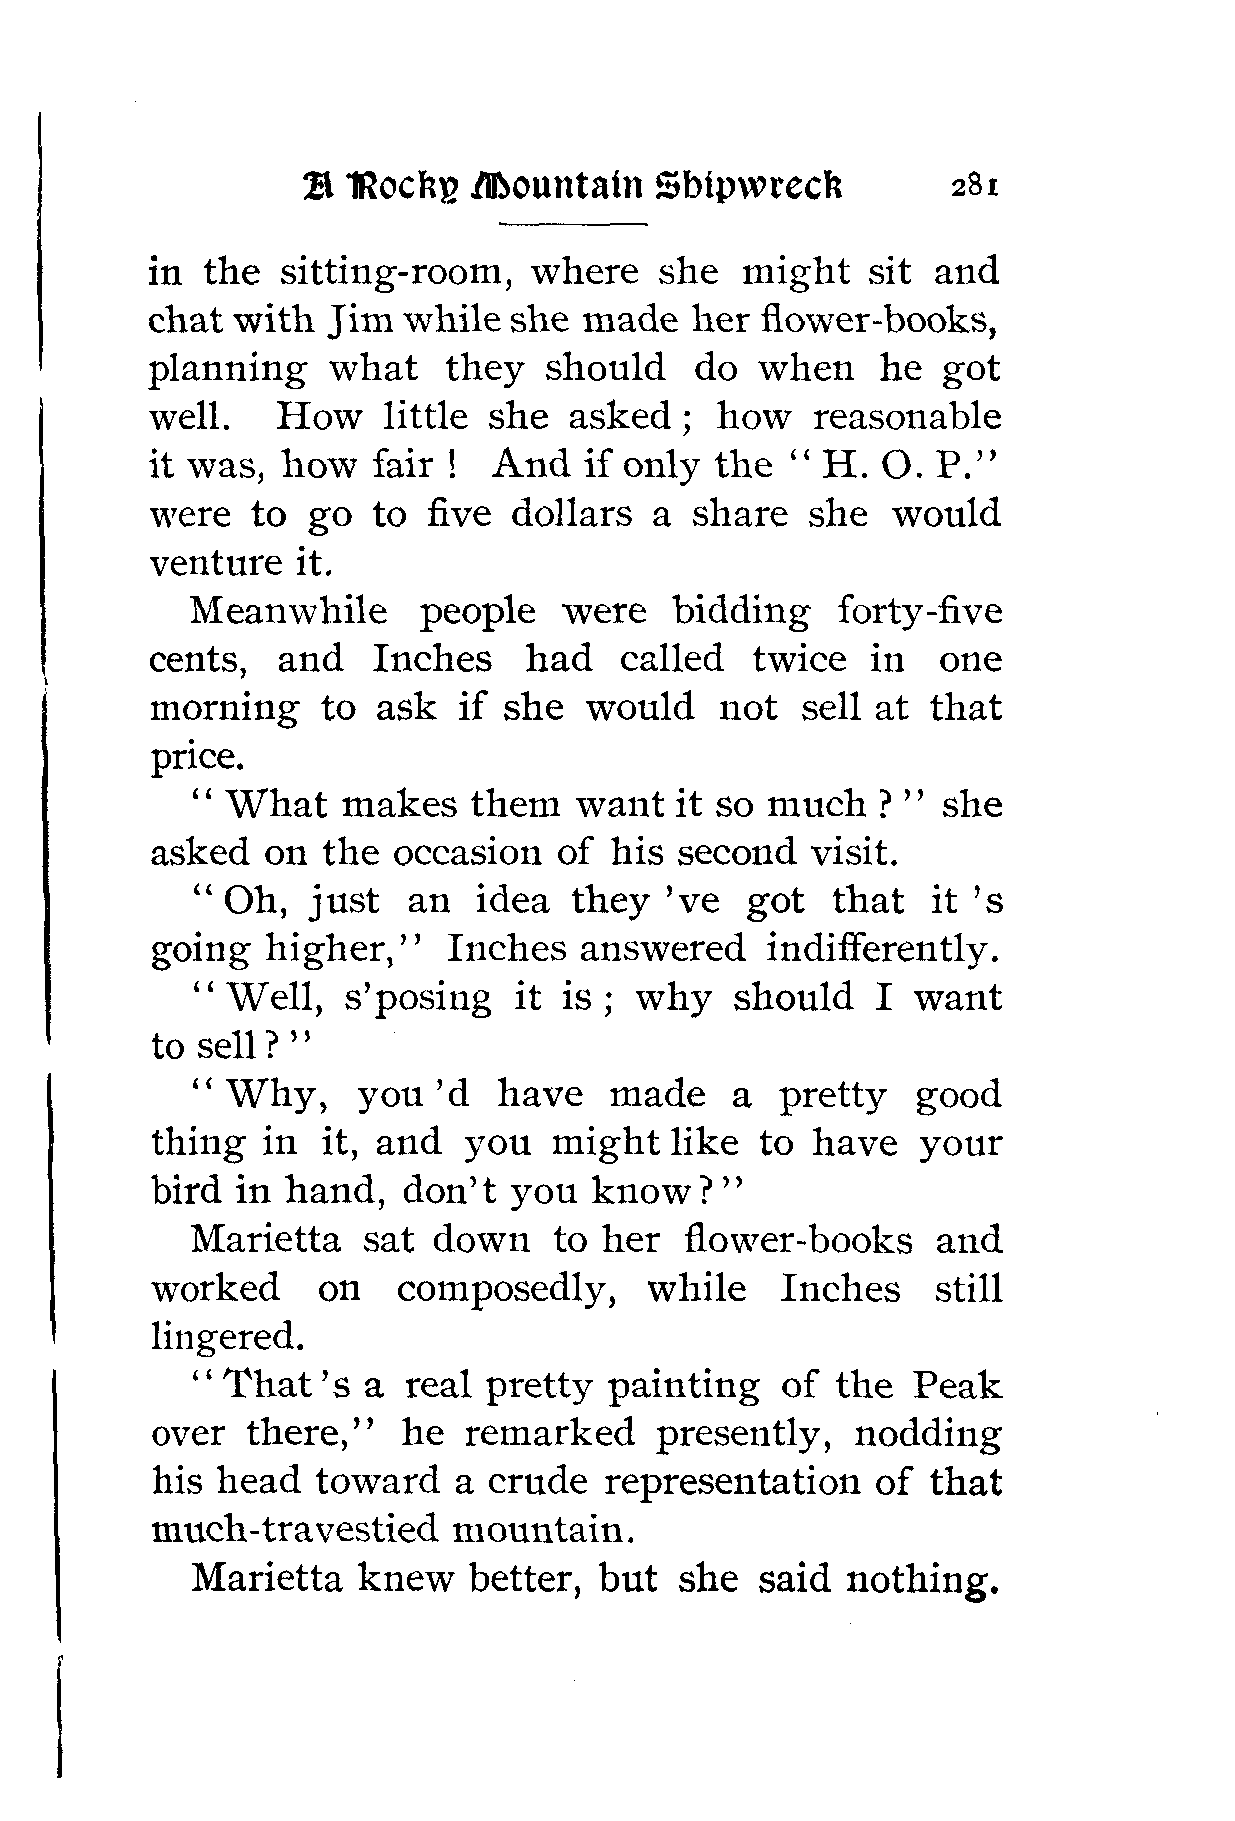 A Rocky Mountain Shipwreck 281
in the sitting-room, where she might sit and
chat with Jim while she made her flower-books,
planning what they should do when he got
well. How little she asked ; how reasonable
it was, how fair ! And if only the " H. O. P."
were to go to five dollars a share she would
venture it.
Meanwhile people were bidding forty-five
cents, and Inches had called twice in one
morning to ask if she would not sell at that
price.
" What makes them want it so much ? " she
asked on the occasion of his second visit.
" Oh, just an idea they 've got that it 's
going higher," Inches answered indifferently.
" Well, s'posing it is ; why should I want
to sell ? "
" Why, you 'd have made a pretty good
thing in it, and you might like to have your
bird in hand, don't you know ? "
Marietta sat down to her flower-books and
worked on composedly, while Inches still
lingered.
" That 's a real pretty painting of the Peak
over there," he remarked presently, nodding
his head toward a crude representation of that
much-travestied mountain.
Marietta knew better, but she said nothing.